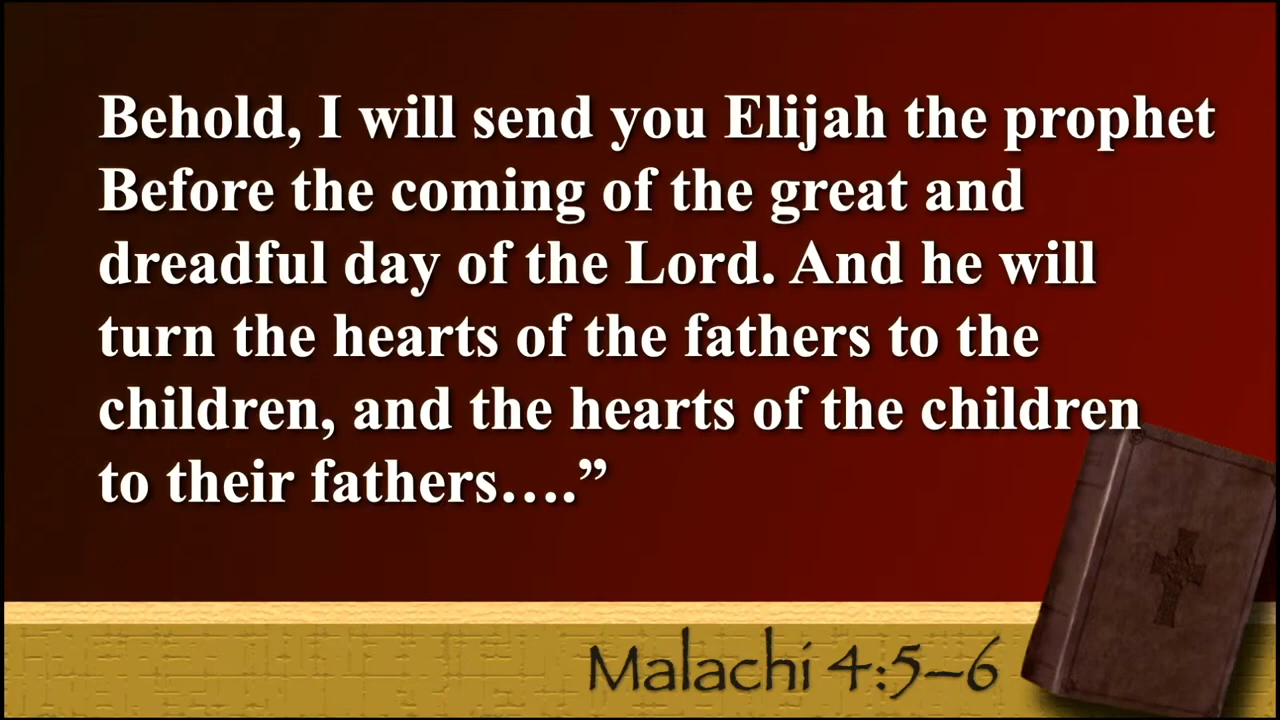 Behold, I will send you Elijah the prophet
Before the coming of the great and
dreadful day of the Lord. And he will
turn the hearts of the fathers to the
children, and the hearts of the children
to their fathers….”
Malachi 4:5–6